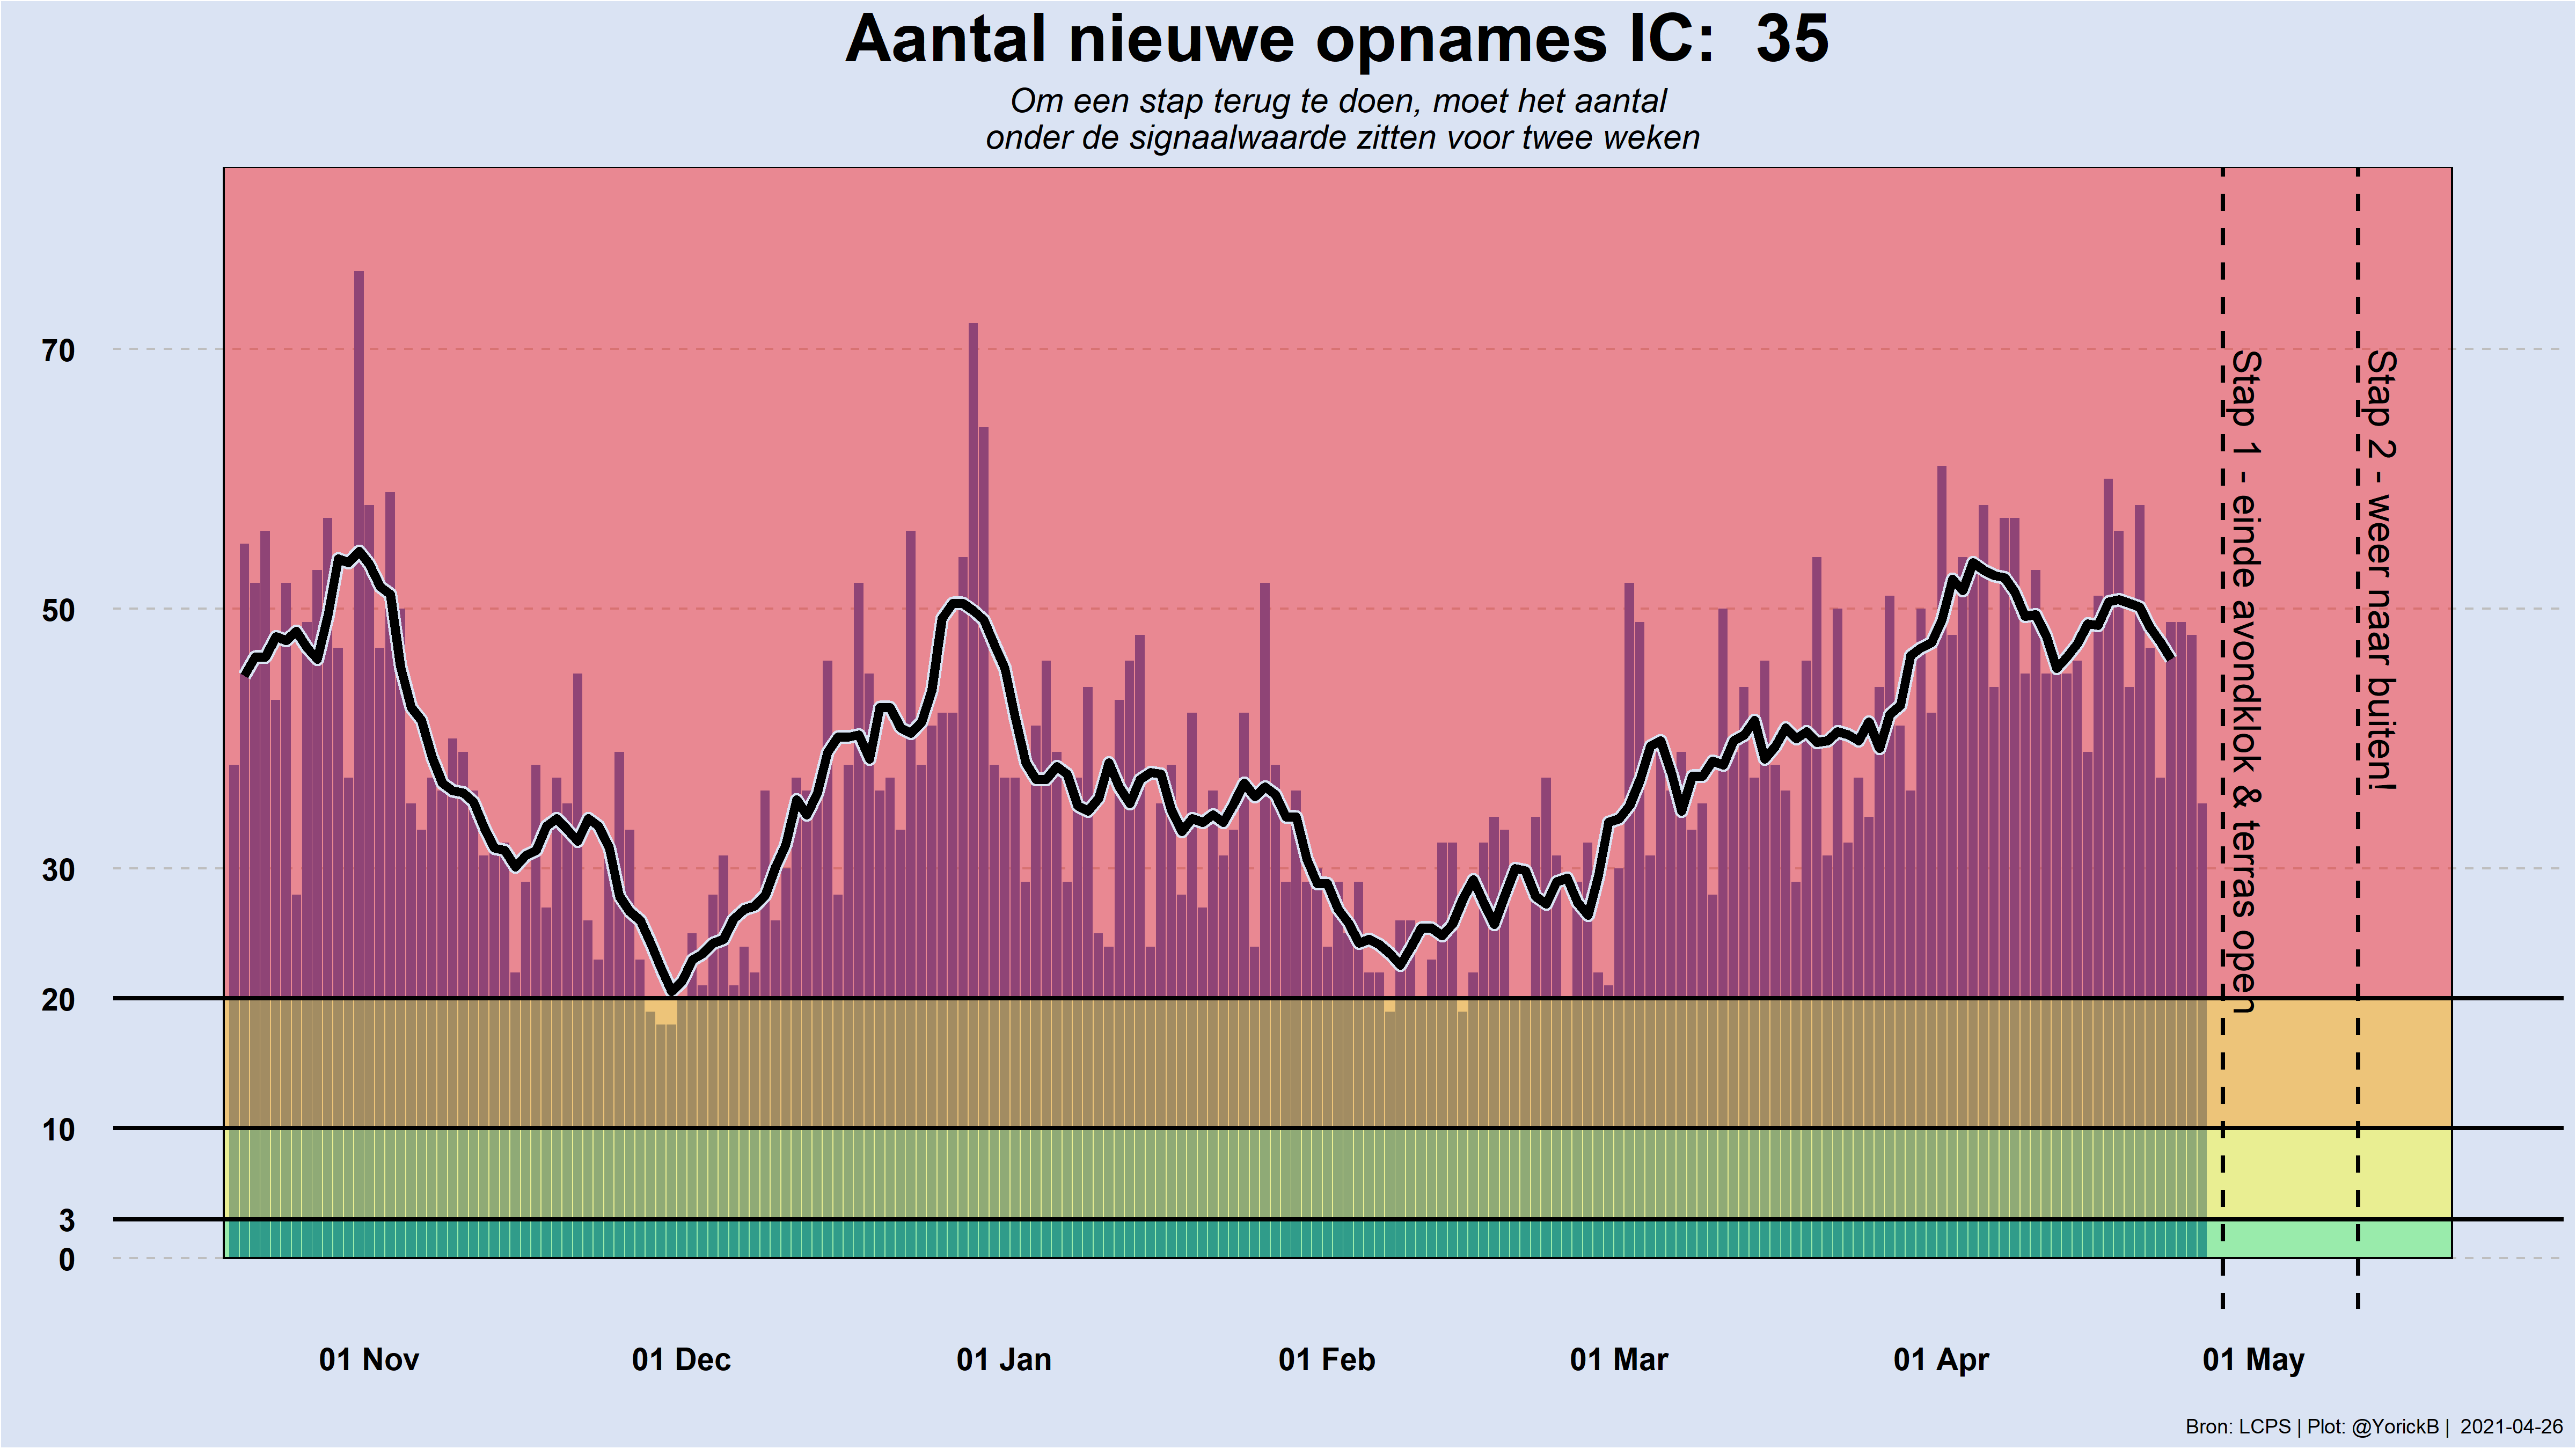 Aantal nieuwe opnames IC:  35
Om een stap terug te doen, moet het aantal
onder de signaalwaarde zitten voor twee weken
70
50
30
20
10
3
0
Stap 1 - einde avondklok & terras open
Stap 2 - weer naar buiten!
01 Nov
01 Dec
01 Jan
01 Feb
01 Mar
01 Apr
01 May
Bron: LCPS | Plot: @YorickB |  2021-04-26